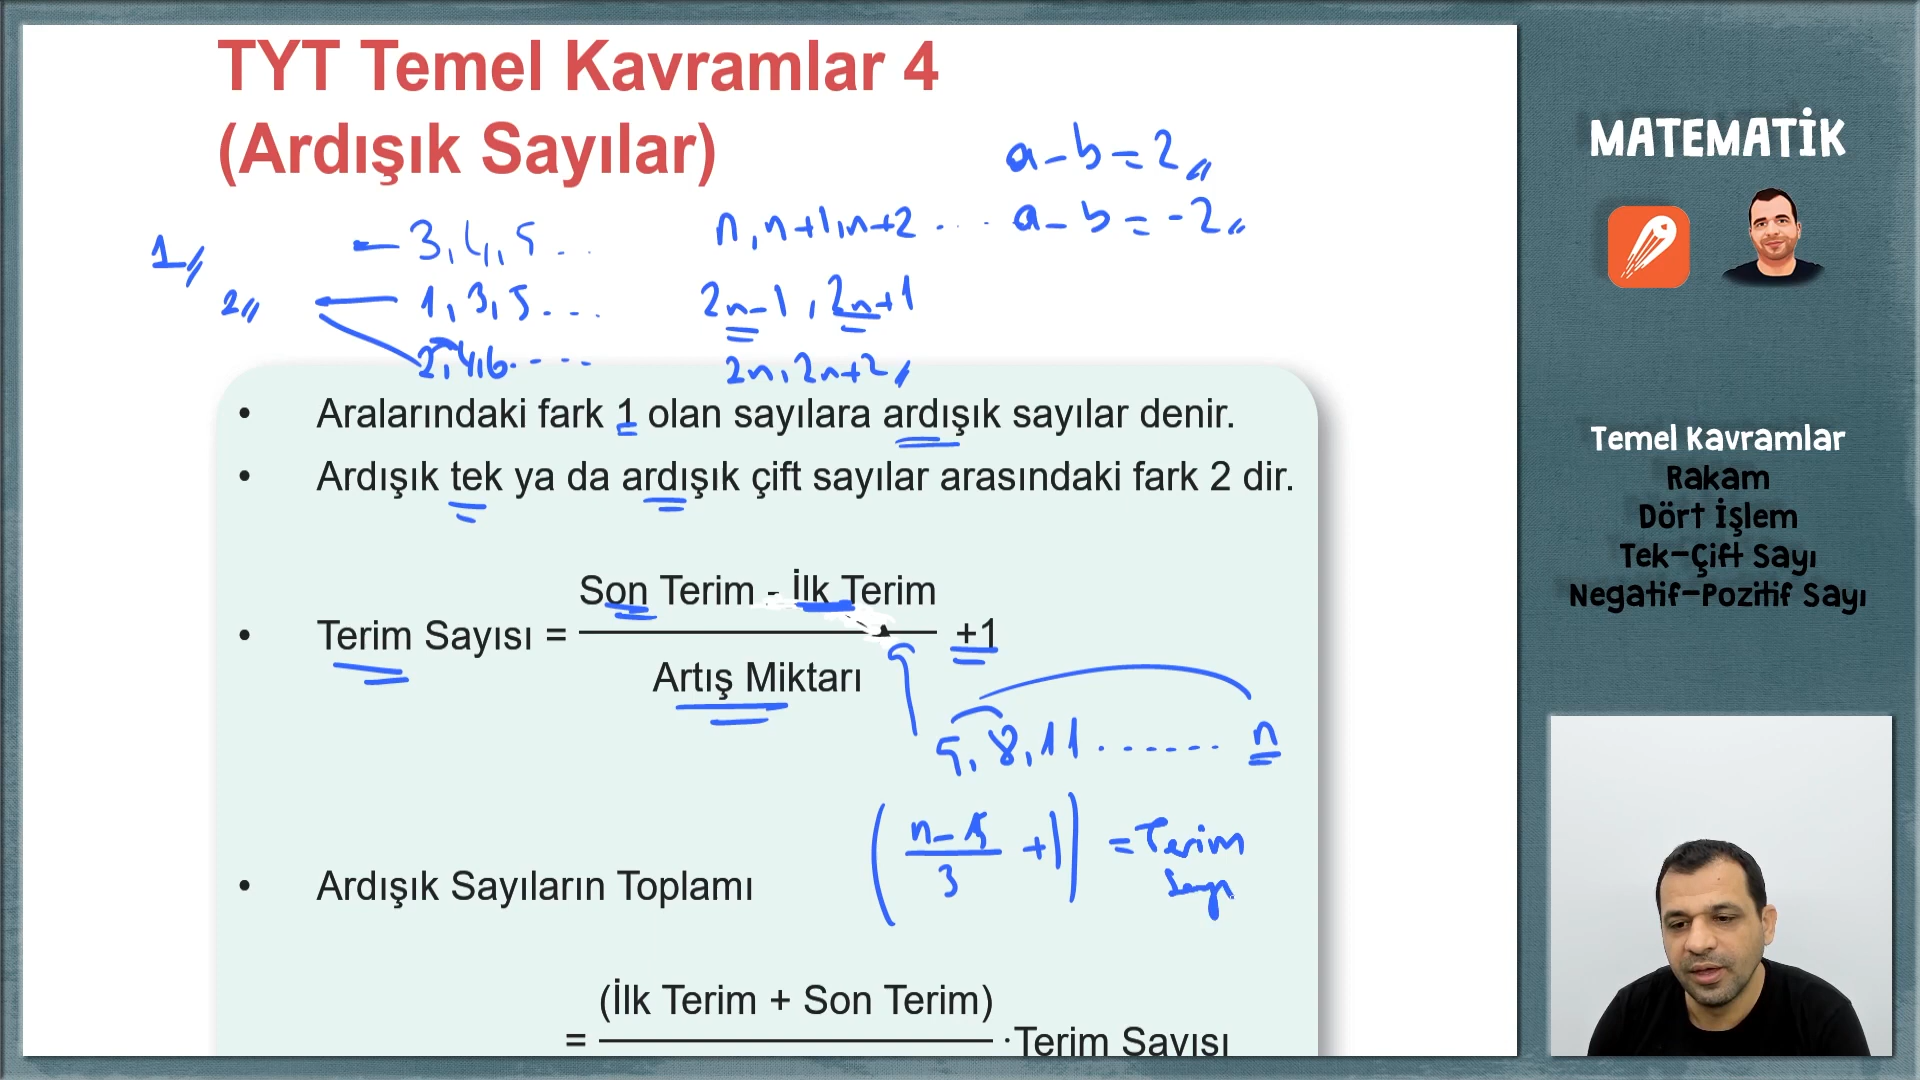 TYT Temel Kavramlar 4
(Ardışık Sayılar)
a-b=2
1 3,4,5... n,n+1,n+2... a-b=-2
2 1,3,5... 2n-1, 2n+1
2,4,6.... 2n, 2n+2
• Aralarındaki fark 1 olan sayılara ardışık sayılar denir.
• Ardışık tek ya da ardışık çift sayılar arasındaki fark 2 dir.
Son Terim - İlk Terim
• Terim Sayısı = +1
Artış Miktarı
5,8,11....... n
(n-5
3 +1) = Terim
Sayı
• Ardışık Sayıların Toplamı
(İlk Terim + Son Terim)
= ·Terim Sayısı
MATEMATİK
Temel Kavramlar
Rakam
Dört İşlem
Tek-Çift Sayı
Negatif-Pozitif Sayı